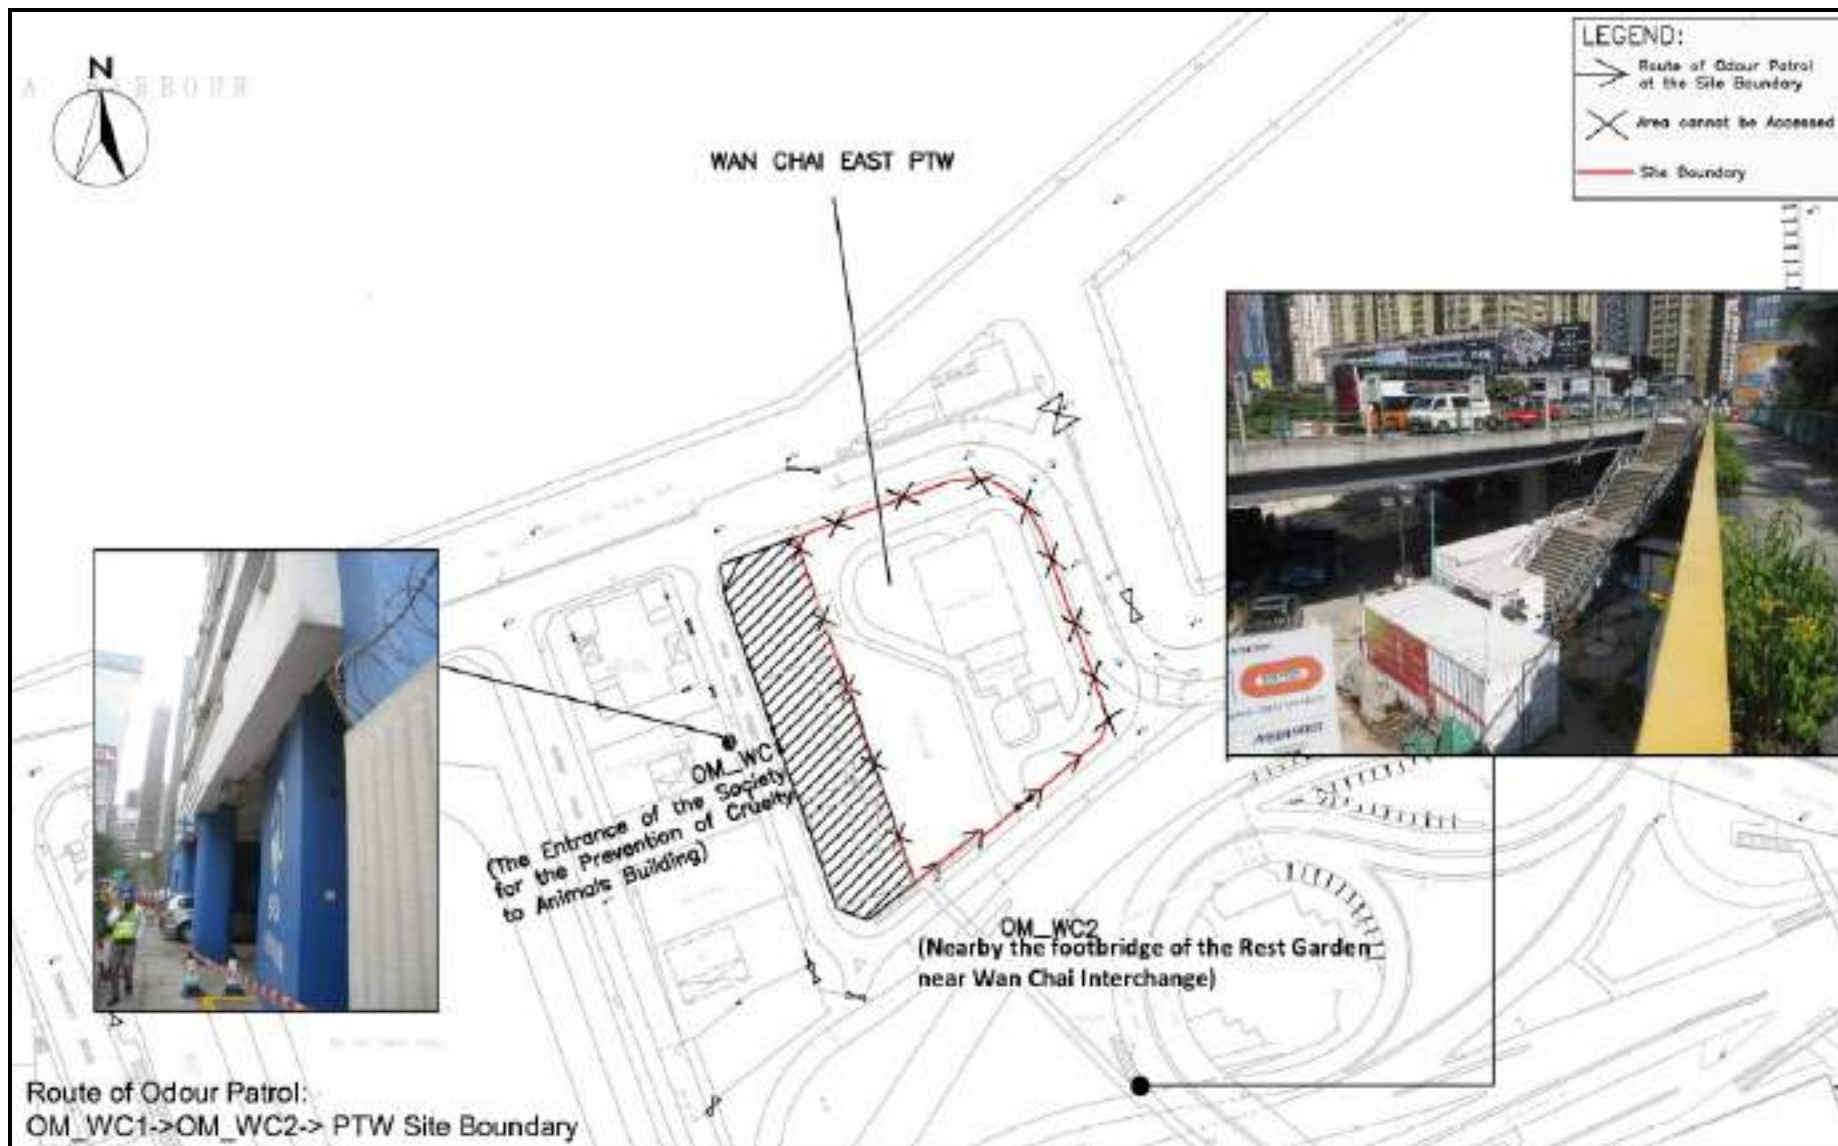 N
A HARBOUR
LEGEND:
Route of Odour Patrol
at the Site Boundary
Area cannot be Accessed
Site Boundary
WAN CHAI EAST PTW
OM_WC
(The Entrance of the Society
for the Prevention of Cruelty
to Animals Building)
OM_WC2
(Nearby the footbridge of the Rest Garden
near Wan Chai Interchange)
Route of Odour Patrol:
OM_WC1->OM_WC2-> PTW Site Boundary